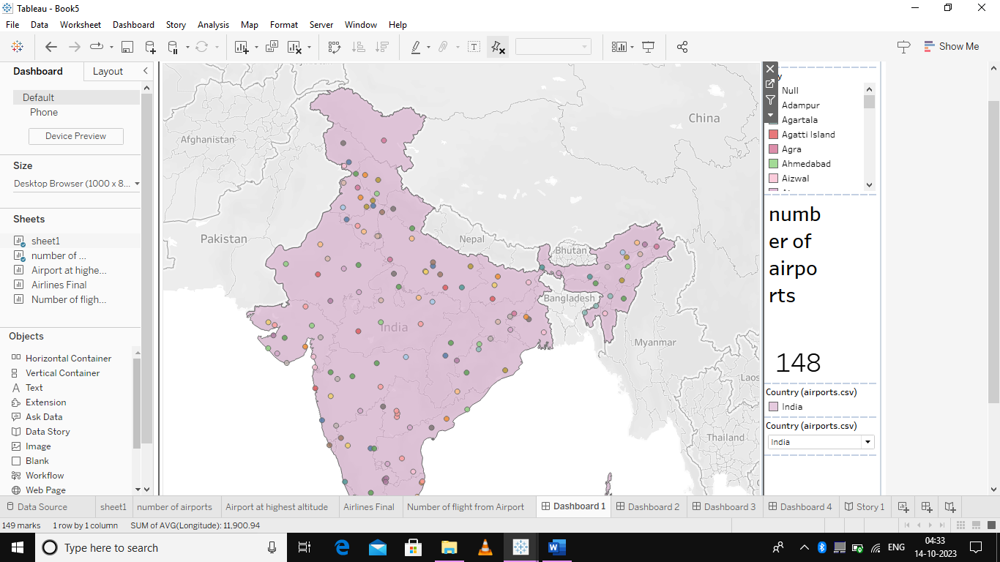 Tableau - Book5
File Data Worksheet Dashboard Story Analysis Map Format Server Window Help
Show Me
Dashboard Layout
Default
Phone
Device Preview
Size
Desktop Browser (1000 x 8...
Sheets
sheet1
number of ...
Airport at highe...
Airlines Final
Number of fligh...
Objects
Horizontal Container
Vertical Container
Text
Extension
Ask Data
Data Story
Image
Blank
Workflow
Web Page
Afghanistan
China
Pakistan
Nepal
Bhutan
Bangladesh
India
Myanmar
Laos
Thailand
Null
Adampur
Agartala
Agatti Island
Agra
Ahmedabad
Aizwal
numb
er of
airpo
rts
148
Country (airports.csv)
India
Country (airports.csv)
India
Data Source sheet1 number of airports Airport at highest altitude Airlines Final Number of flight from Airport Dashboard 1 Dashboard 2 Dashboard 3 Dashboard 4 Story 1
149 marks 1 row by 1 column SUM of AVG(Longitude): 11,900.94
Type here to search
ENG
04:33
14-10-2023